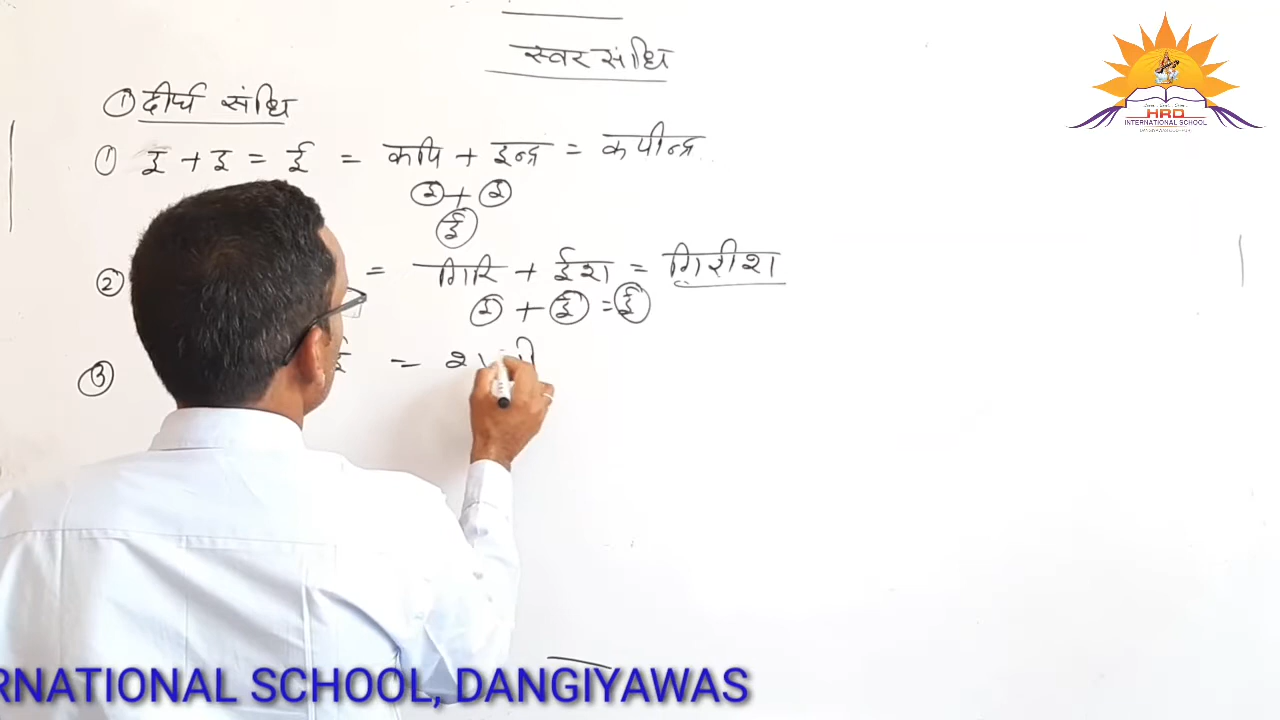 स्वर संधि
① दीर्घ संधि
① इ + इ = ई = कपि + इन्द्र = कपीन्द्र
इ + इ
ई
② = गिरि + ईश = गिरीश
इ + ई = ई
③ ई =
HRD
INTERNATIONAL SCHOOL
RNATIONAL SCHOOL, DANGIYAWAS